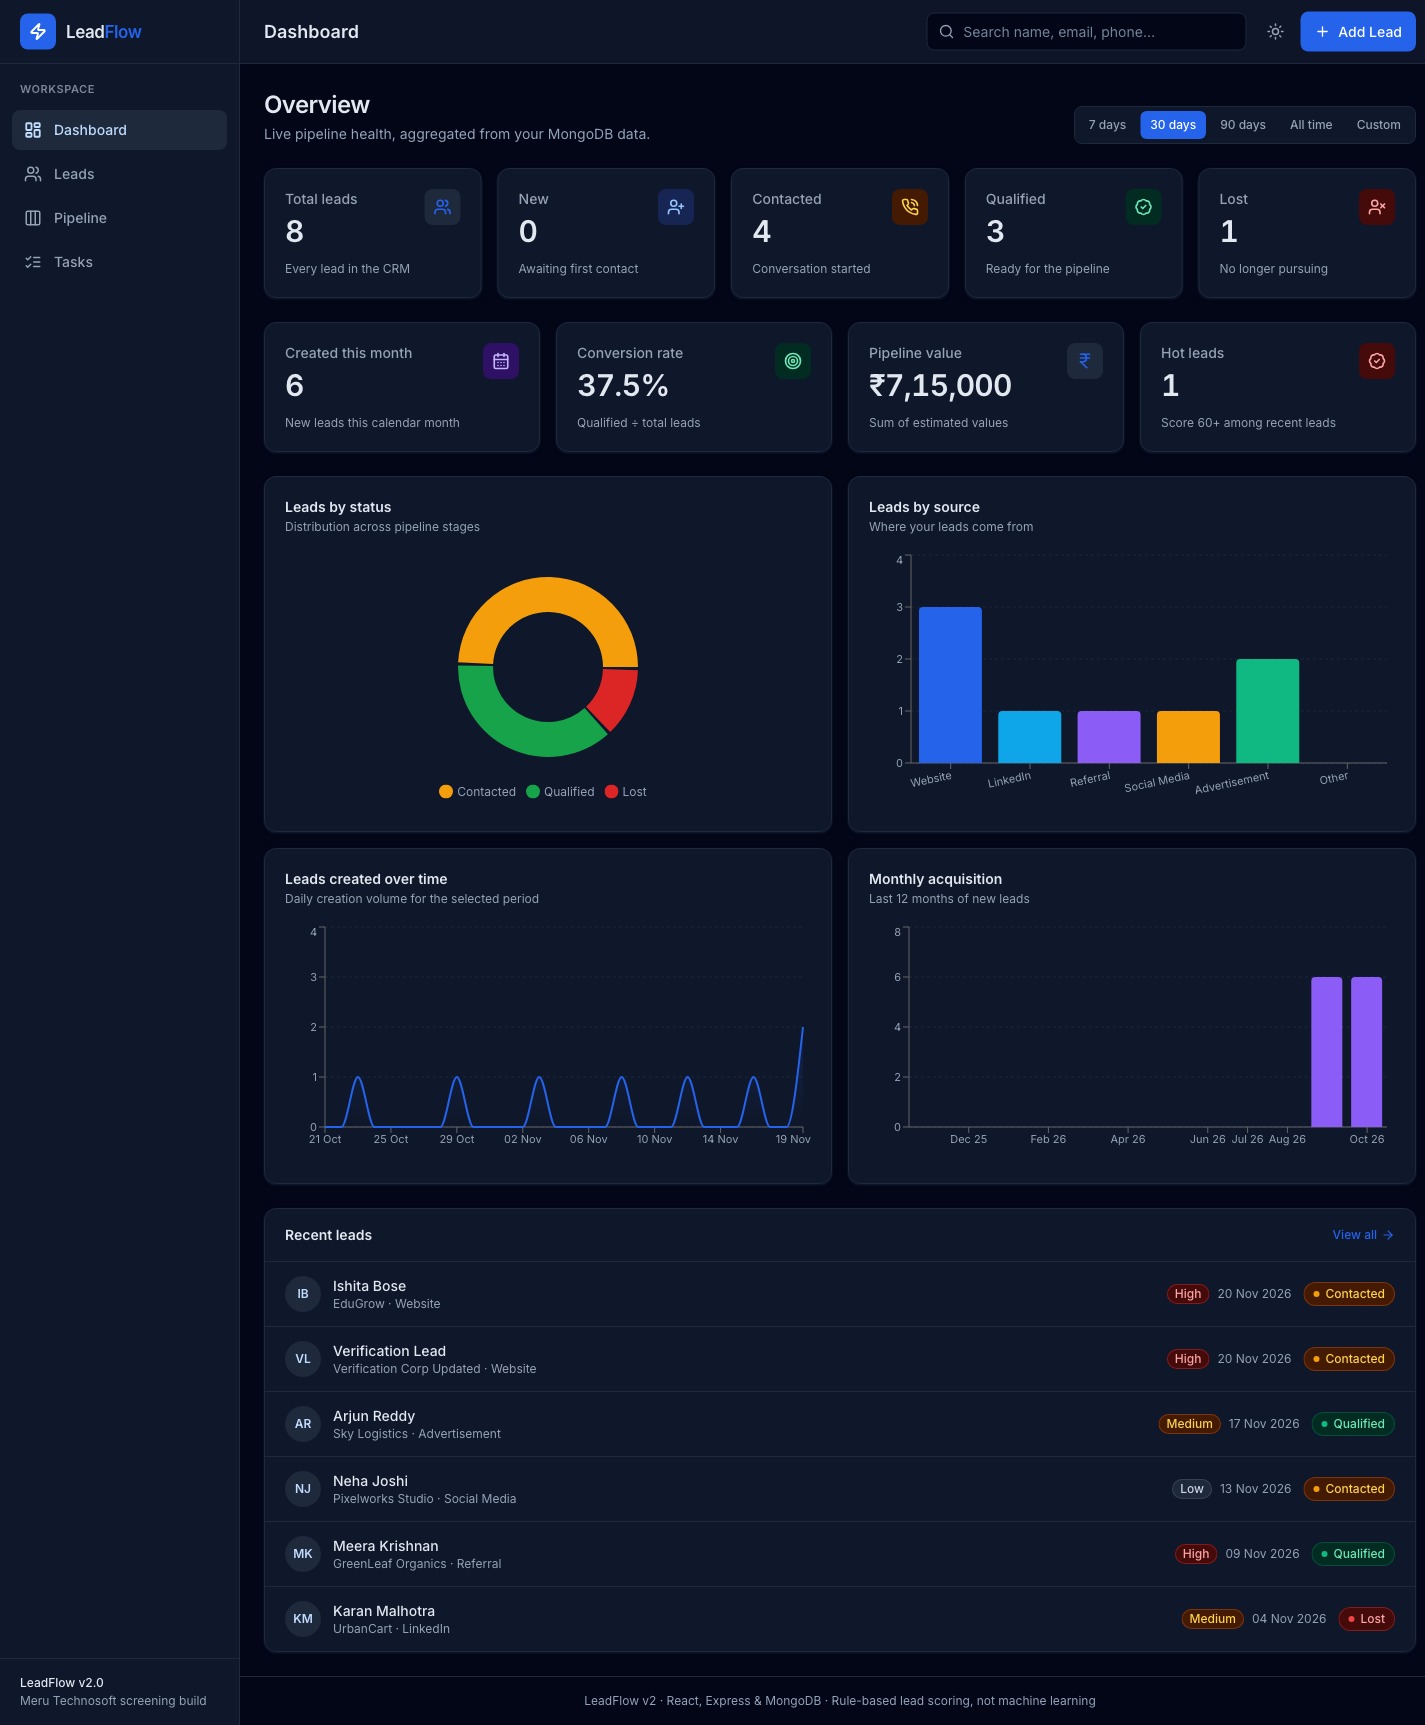 LeadFlow
WORKSPACE
Dashboard
Leads
Pipeline
Tasks
LeadFlow v2.0
Meru Technosoft screening build
Dashboard
Search name, email, phone...
Add Lead
Overview
Live pipeline health, aggregated from your MongoDB data.
7 days
30 days
90 days
All time
Custom
Total leads
8
Every lead in the CRM
New
0
Awaiting first contact
Contacted
4
Conversation started
Qualified
3
Ready for the pipeline
Lost
1
No longer pursuing
Created this month
6
New leads this calendar month
Conversion rate
37.5%
Qualified ÷ total leads
Pipeline value
₹7,15,000
Sum of estimated values
Hot leads
1
Score 60+ among recent leads
Leads by status
Distribution across pipeline stages
Contacted
Qualified
Lost
Leads by source
Where your leads come from
4
3
2
1
0
Website
LinkedIn
Referral
Social Media
Advertisement
Other
Leads created over time
Daily creation volume for the selected period
4
3
2
1
0
21 Oct
25 Oct
29 Oct
02 Nov
06 Nov
10 Nov
14 Nov
19 Nov
Monthly acquisition
Last 12 months of new leads
8
6
4
2
0
Dec 25
Feb 26
Apr 26
Jun 26
Jul 26
Aug 26
Oct 26
Recent leads
View all
IB
Ishita Bose
EduGrow · Website
High
20 Nov 2026
Contacted
VL
Verification Lead
Verification Corp Updated · Website
High
20 Nov 2026
Contacted
AR
Arjun Reddy
Sky Logistics · Advertisement
Medium
17 Nov 2026
Qualified
NJ
Neha Joshi
Pixelworks Studio · Social Media
Low
13 Nov 2026
Contacted
MK
Meera Krishnan
GreenLeaf Organics · Referral
High
09 Nov 2026
Qualified
KM
Karan Malhotra
UrbanCart · LinkedIn
Medium
04 Nov 2026
Lost
LeadFlow v2 · React, Express & MongoDB · Rule-based lead scoring, not machine learning